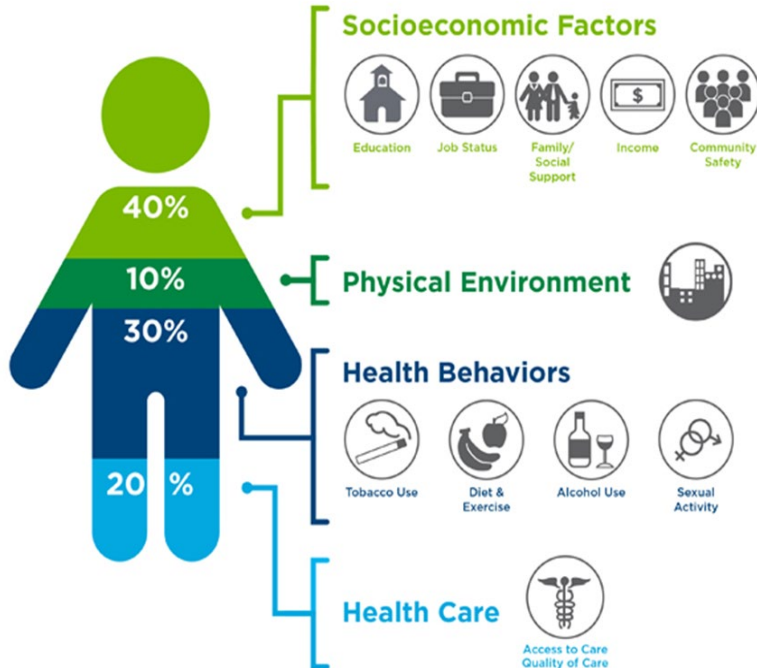 Socioeconomic Factors
$
Education
Job Status
Family/
Social
Support
Income
Community
Safety
40%
10%
Physical Environment
30%
Health Behaviors
Tobacco Use
Diet &
Exercise
Alcohol Use
Sexual
Activity
20 %
Health Care
Access to Care
Quality of Care